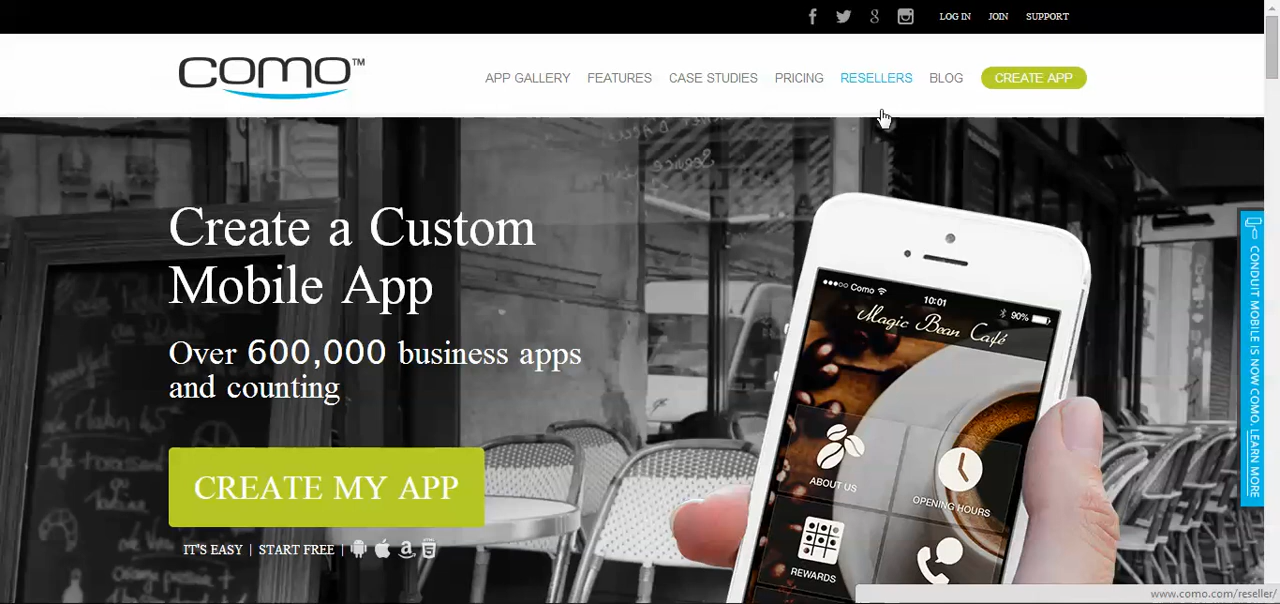 LOG IN JOIN SUPPORT
como™
APP GALLERY FEATURES CASE STUDIES PRICING RESELLERS BLOG CREATE APP
Create a Custom
Mobile App
Over 600,000 business apps
and counting
CREATE MY APP
IT'S EASY | START FREE |
Como
10:01
90%
Magic Bean Café
ABOUT US
OPENING HOURS
REWARDS
CONDUIT MOBILE IS NOW COMO. LEARN MORE
www.como.com/reseller/